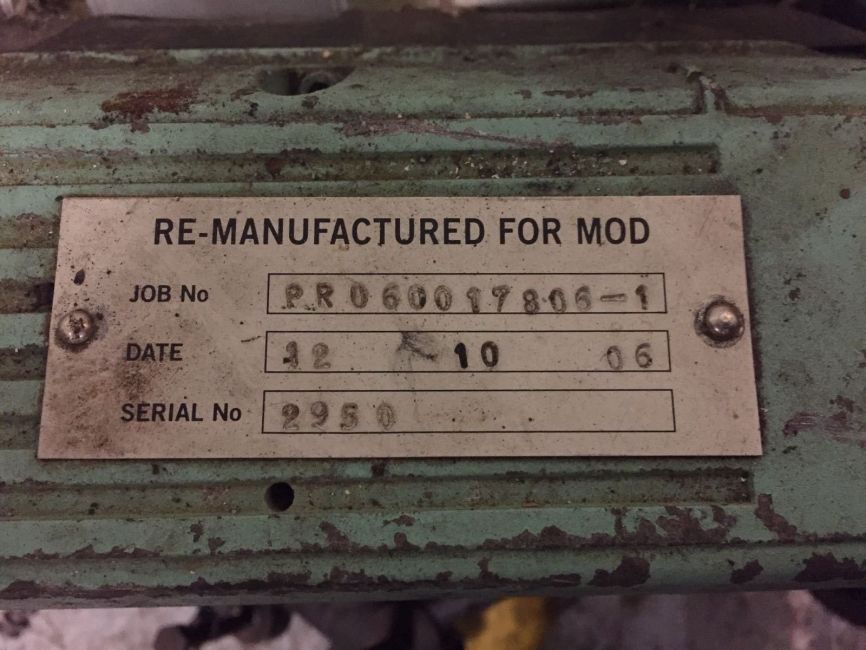 RE-MANUFACTURED FOR MOD
JOB No PR060017806-1
DATE 12 10 06
SERIAL No 2950